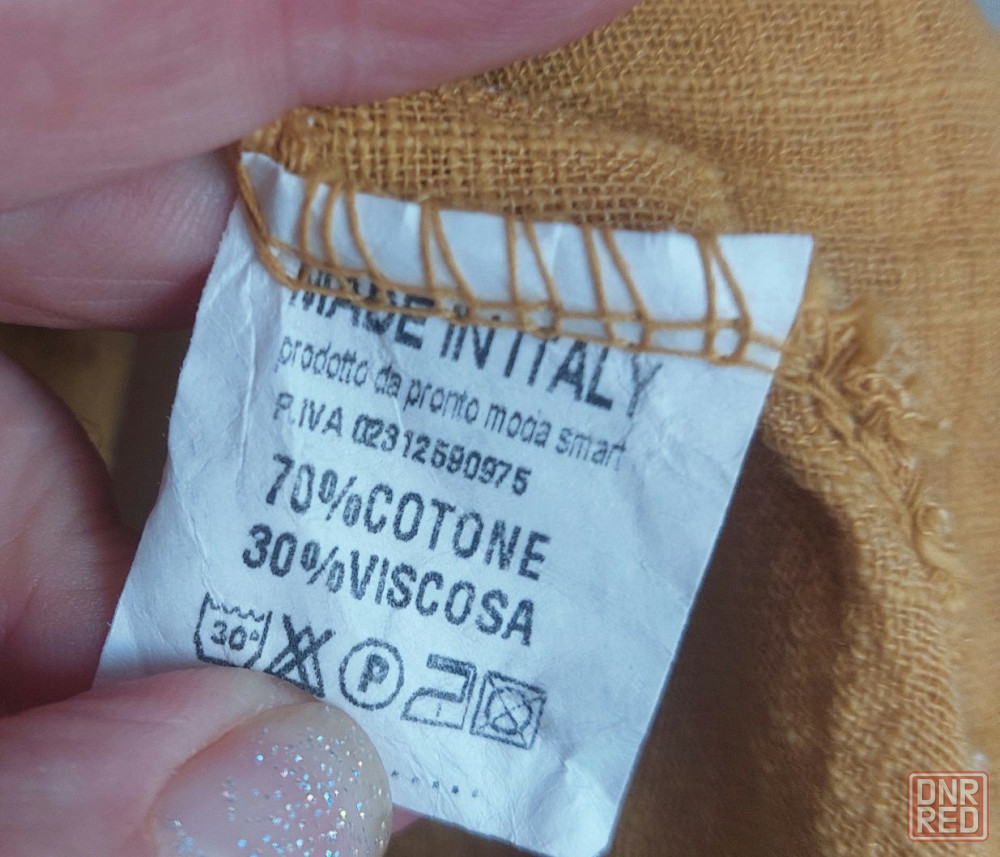 MADE IN ITALY
prodotto da pronto moda smart
P.IVA 02312590975
70%COTONE
30%VISCOSA
30° P
DNR
RED